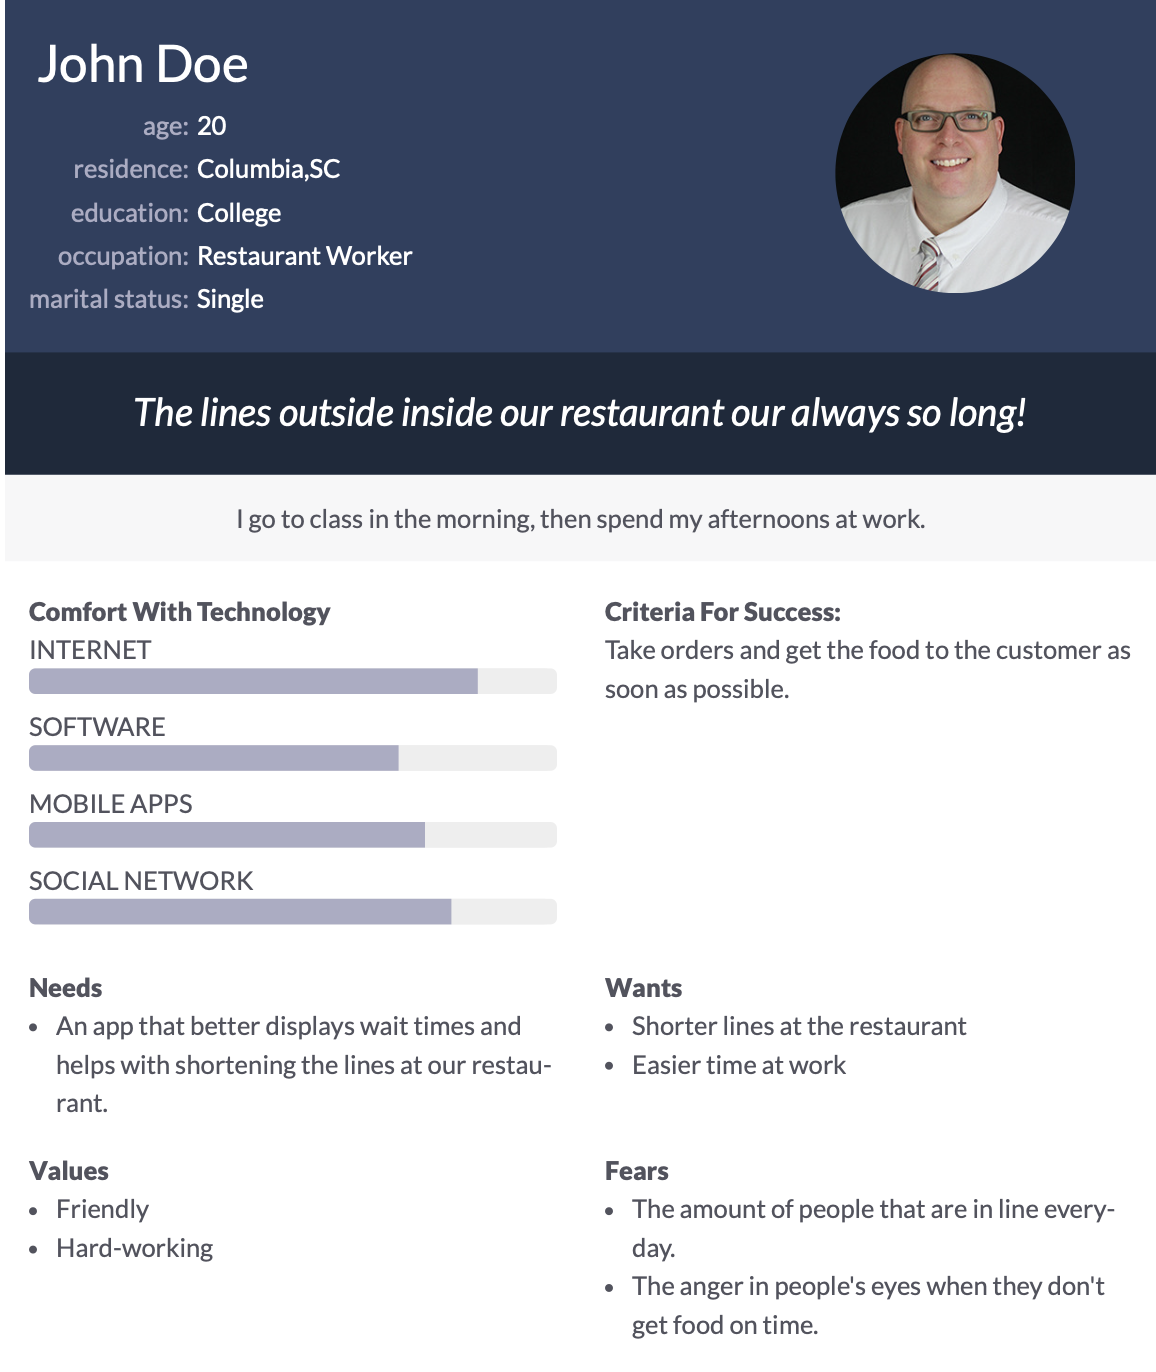 John Doe
age: 20
residence: Columbia,SC
education: College
occupation: Restaurant Worker
marital status: Single
The lines outside inside our restaurant our always so long!
I go to class in the morning, then spend my afternoons at work.
Comfort With Technology
INTERNET
SOFTWARE
MOBILE APPS
SOCIAL NETWORK
Criteria For Success:
Take orders and get the food to the customer as
soon as possible.
Needs
• An app that better displays wait times and
helps with shortening the lines at our restau-
rant.
Wants
• Shorter lines at the restaurant
• Easier time at work
Values
• Friendly
• Hard-working
Fears
• The amount of people that are in line every-
day.
• The anger in people's eyes when they don't
get food on time.